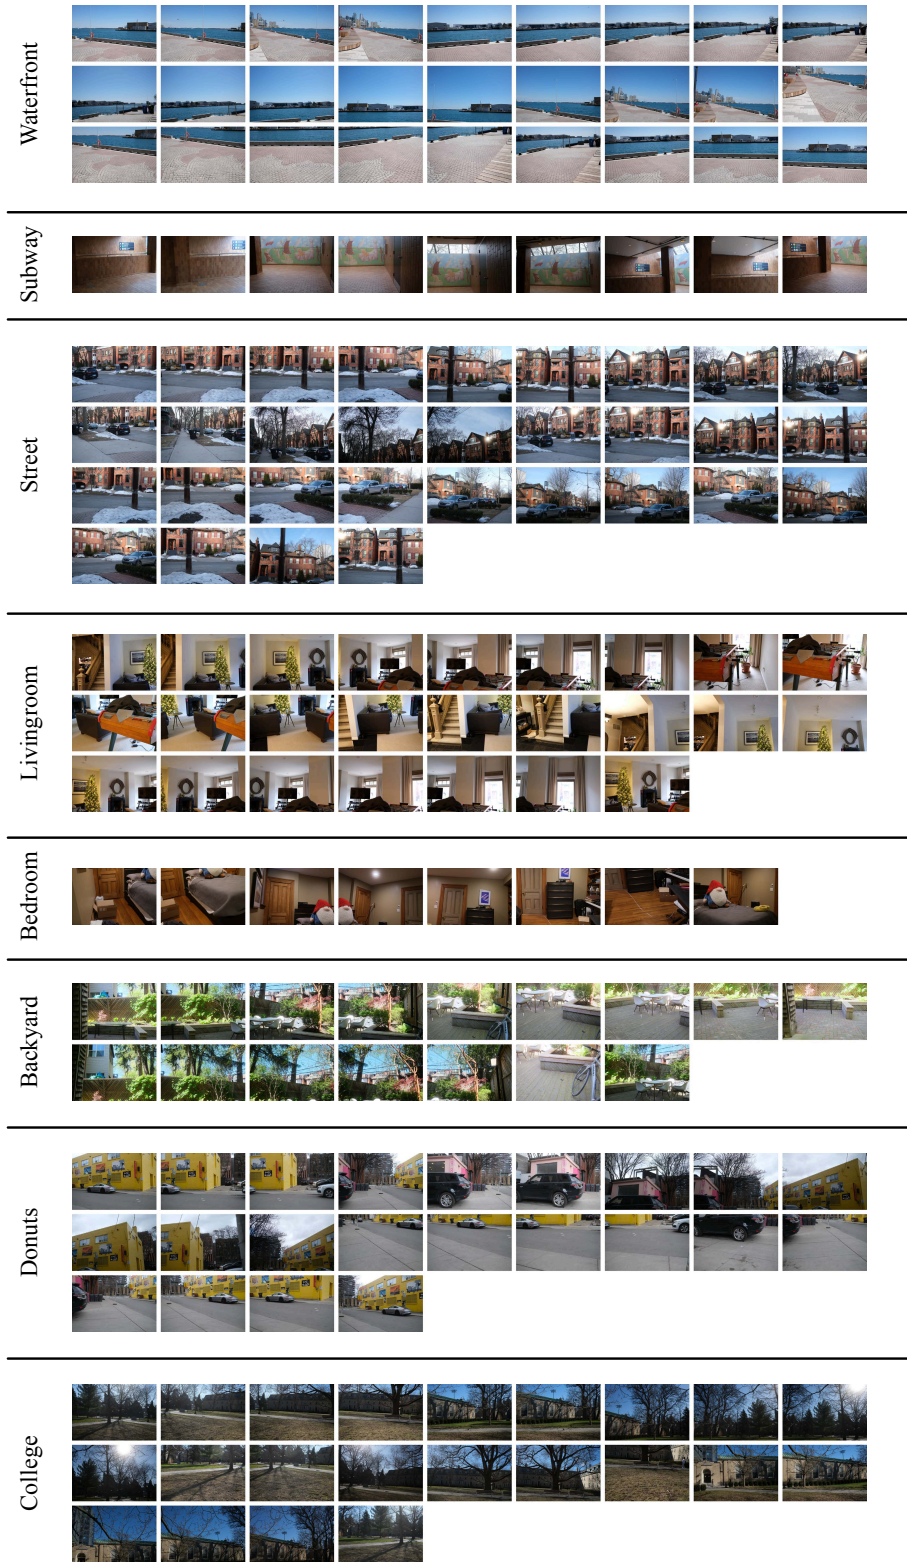 Waterfront
Subway
Street
Livingroom
Bedroom
Backyard
Donuts
College